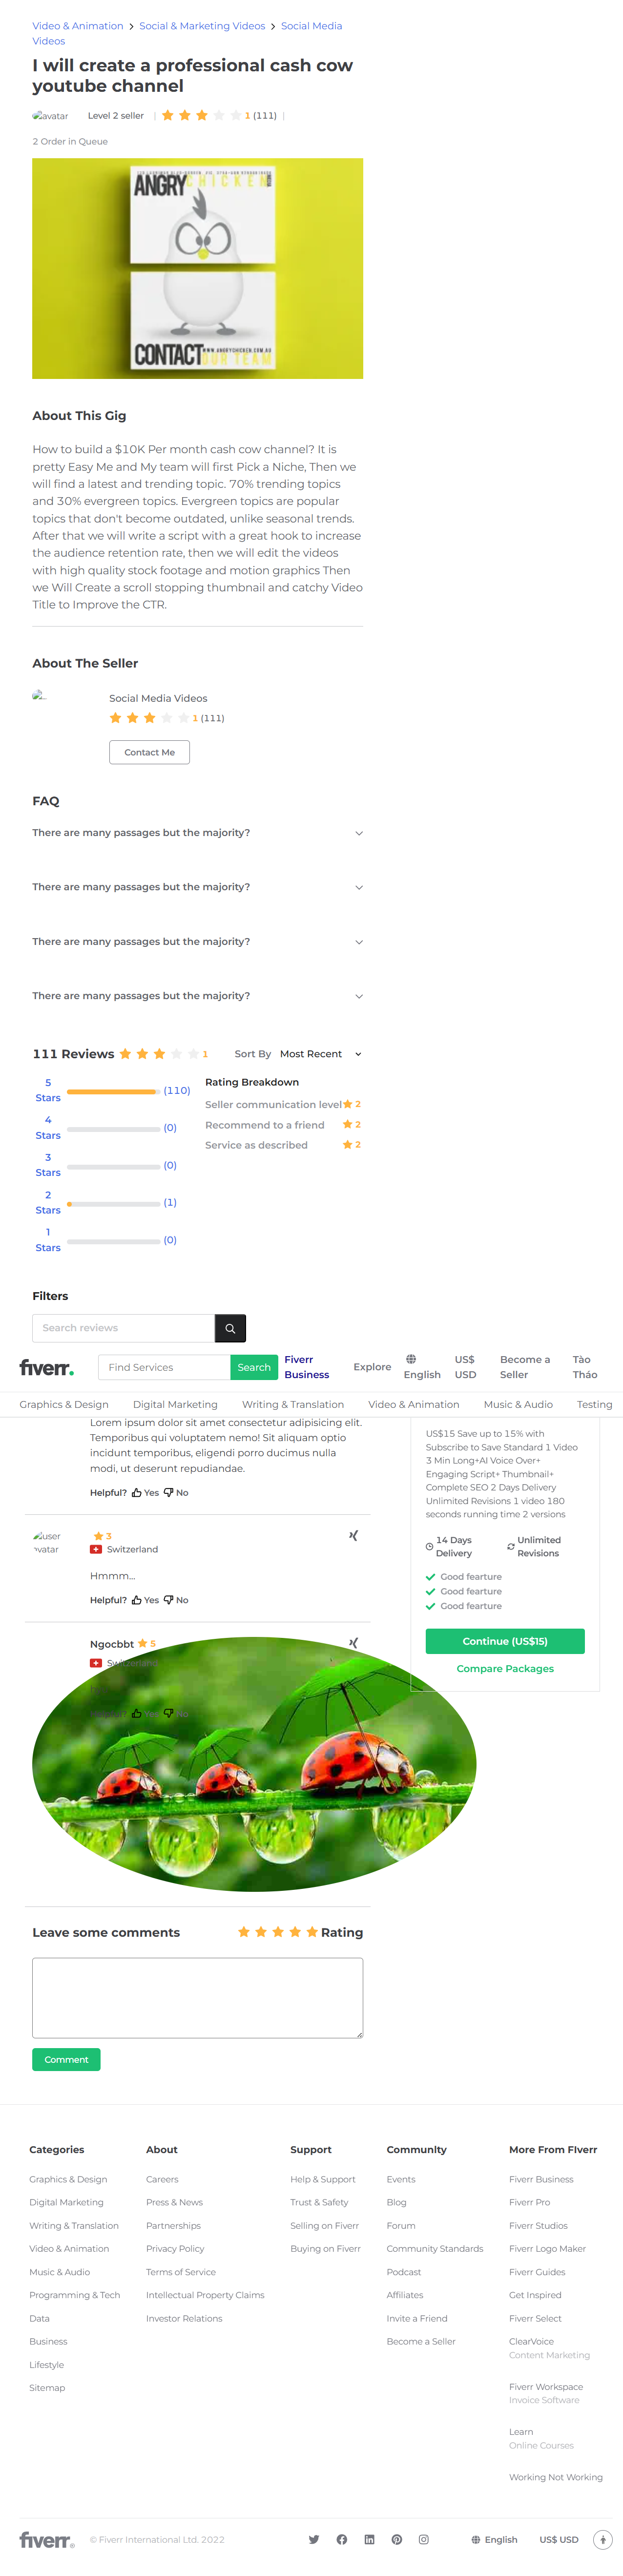 Video & Animation > Social & Marketing Videos > Social Media
Videos
I will create a professional cash cow
youtube channel
avatar Level 2 seller | 1 (111) |
2 Order in Queue
ANGRY
CHICKEN
CONTACT
OUR TEAM
WWW.ANGRYCHICKEN.COM.AU
About This Gig
How to build a $10K Per month cash cow channel? It is
pretty Easy Me and My team will first Pick a Niche, Then we
will find a latest and trending topic. 70% trending topics
and 30% evergreen topics. Evergreen topics are popular
topics that don't become outdated, unlike seasonal trends.
After that we will write a script with a great hook to increase
the audience retention rate, then we will edit the videos
with high quality stock footage and motion graphics Then
we Will Create a scroll stopping thumbnail and catchy Video
Title to Improve the CTR.
About The Seller
Social Media Videos
1 (111)
Contact Me
FAQ
There are many passages but the majority?
There are many passages but the majority?
There are many passages but the majority?
There are many passages but the majority?
111 Reviews 1 Sort By Most Recent
5
Stars (110)
4
Stars (0)
3
Stars (0)
2
Stars (1)
1
Stars (0)
Rating Breakdown
Seller communication level 2
Recommend to a friend 2
Service as described 2
Filters
Search reviews
fiverr. Find Services Search Fiverr
Business Explore English US$
USD Become a
Seller Tào
Tháo
Graphics & Design Digital Marketing Writing & Translation Video & Animation Music & Audio Testing
Lorem ipsum dolor sit amet consectetur adipisicing elit.
Temporibus qui voluptatem nemo! Sit aliquam optio
incidunt temporibus, eligendi porro ducimus nulla
modi, ut deserunt repudiandae.
Helpful? Yes No
user
avatar
3
Switzerland
Hmmm...
Helpful? Yes No
Ngocbbt 5
Switzerland
Helpful? Yes No
US$15 Save up to 15% with
Subscribe to Save Standard 1 Video
3 Min Long+AI Voice Over+
Engaging Script+ Thumbnail+
Complete SEO 2 Days Delivery
Unlimited Revisions 1 video 180
seconds running time 2 versions
14 Days
Delivery
Unlimited
Revisions
Good fearture
Good fearture
Good fearture
Continue (US$15)
Compare Packages
Leave some comments Rating
Comment
Categories
Graphics & Design
Digital Marketing
Writing & Translation
Video & Animation
Music & Audio
Programming & Tech
Data
Business
Lifestyle
Sitemap
About
Careers
Press & News
Partnerships
Privacy Policy
Terms of Service
Intellectual Property Claims
Investor Relations
Support
Help & Support
Trust & Safety
Selling on Fiverr
Buying on Fiverr
CommunIty
Events
Blog
Forum
Community Standards
Podcast
Affiliates
Invite a Friend
Become a Seller
More From FIverr
Fiverr Business
Fiverr Pro
Fiverr Studios
Fiverr Logo Maker
Fiverr Guides
Get Inspired
Fiverr Select
ClearVoice
Content Marketing
Fiverr Workspace
Invoice Software
Learn
Online Courses
Working Not Working
fiverr® © Fiverr International Ltd. 2022 English US$ USD